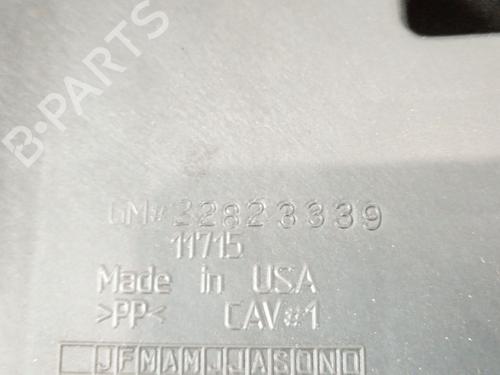 B-PARTS
GM#22823339
11715
Made in USA
>PP< CAV#1
JFMAMJJASOND